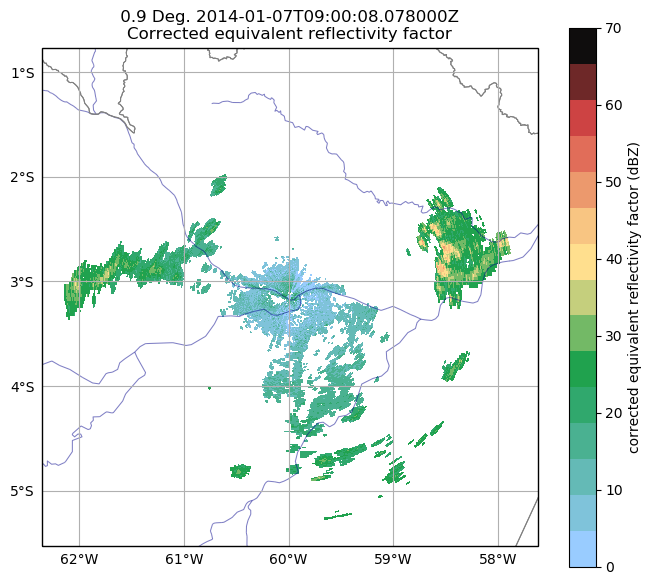 0.9 Deg. 2014-01-07T09:00:08.078000Z
Corrected equivalent reflectivity factor
1°S
2°S
3°S
4°S
5°S
62°W
61°W
60°W
59°W
58°W
70
60
50
40
30
20
10
0
corrected equivalent reflectivity factor (dBZ)